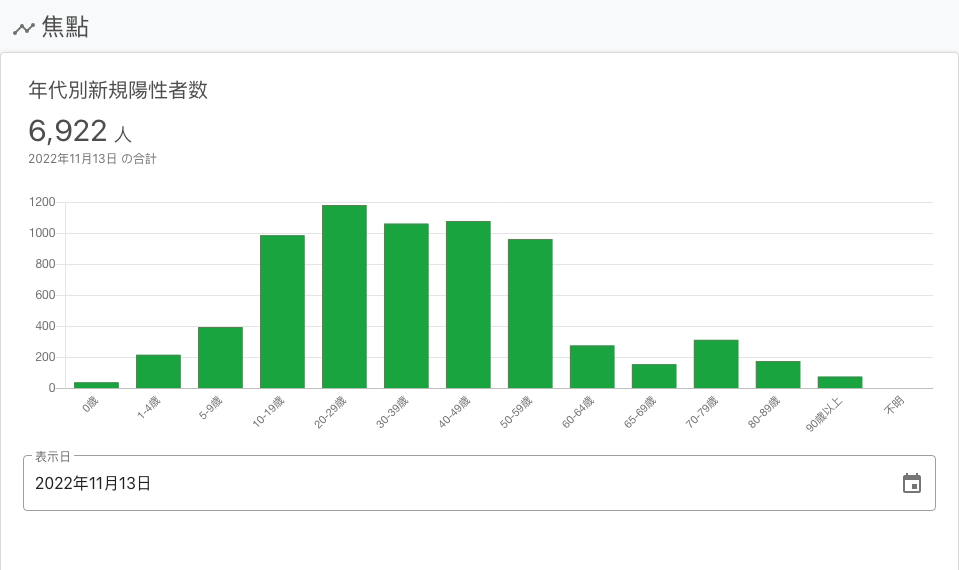 焦點
年代別新規陽性者数
6,922 人
2022年11月13日 の合計
1200
1000
800
600
400
200
0
0歳
1-4歳
5-9歳
10-19歳
20-29歳
30-39歳
40-49歳
50-59歳
60-64歳
65-69歳
70-79歳
80-89歳
90歳以上
不明
表示日
2022年11月13日